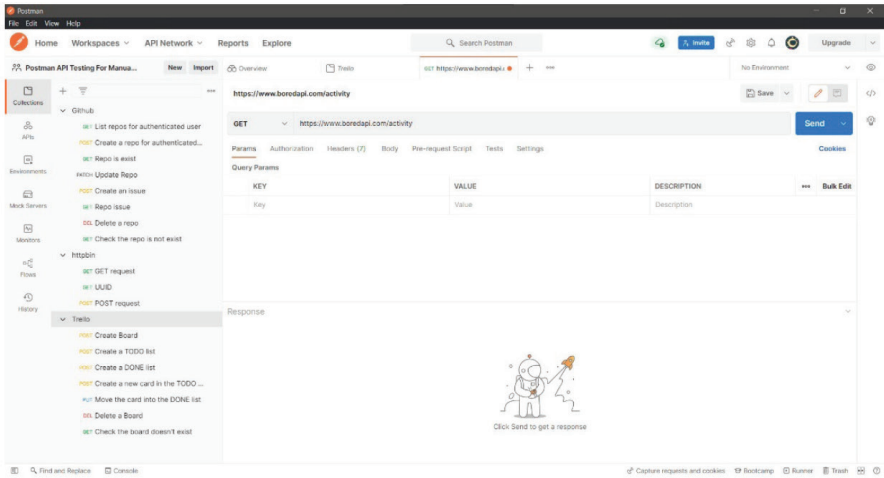 Postman
File Edit View Help
Home Workspaces API Network Reports Explore Search Postman Invite Upgrade
Postman API Testing For Manua... New Import Overview Trello GET https://www.boredapi.c No Environment
Collections
APIs
Environments
Mock Servers
Monitors
Flows
History
Github
GET List repos for authenticated user
POST Create a repo for authenticated...
GET Repo is exist
PATCH Update Repo
POST Create an issue
GET Repo issue
DEL Delete a repo
GET Check the repo is not exist
httpbin
GET GET request
GET UUID
POST POST request
Trello
POST Create Board
POST Create a TODO list
POST Create a DONE list
POST Create a new card in the TODO ...
PUT Move the card into the DONE list
DEL Delete a Board
GET Check the board doesn't exist
https://www.boredapi.com/activity Save
GET https://www.boredapi.com/activity Send
Params Authorization Headers (7) Body Pre-request Script Tests Settings Cookies
Query Params
KEY VALUE DESCRIPTION Bulk Edit
Key Value Description
Response
Click Send to get a response
Find and Replace Console Capture requests and cookies Bootcamp Runner Trash